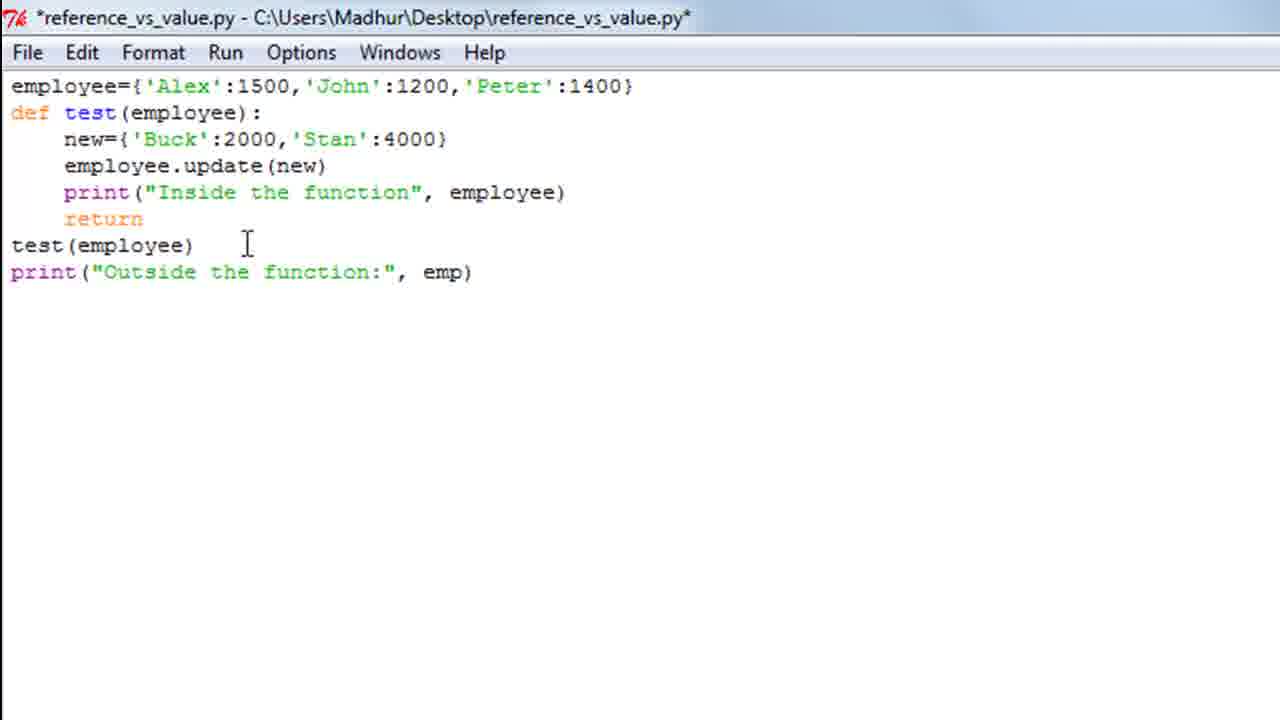 *reference_vs_value.py - C:\Users\Madhur\Desktop\reference_vs_value.py*
File Edit Format Run Options Windows Help
employee={'Alex':1500,'John':1200,'Peter':1400}
def test(employee):
    new={'Buck':2000,'Stan':4000}
    employee.update(new)
    print("Inside the function", employee)
    return
test(employee)
print("Outside the function:", emp)